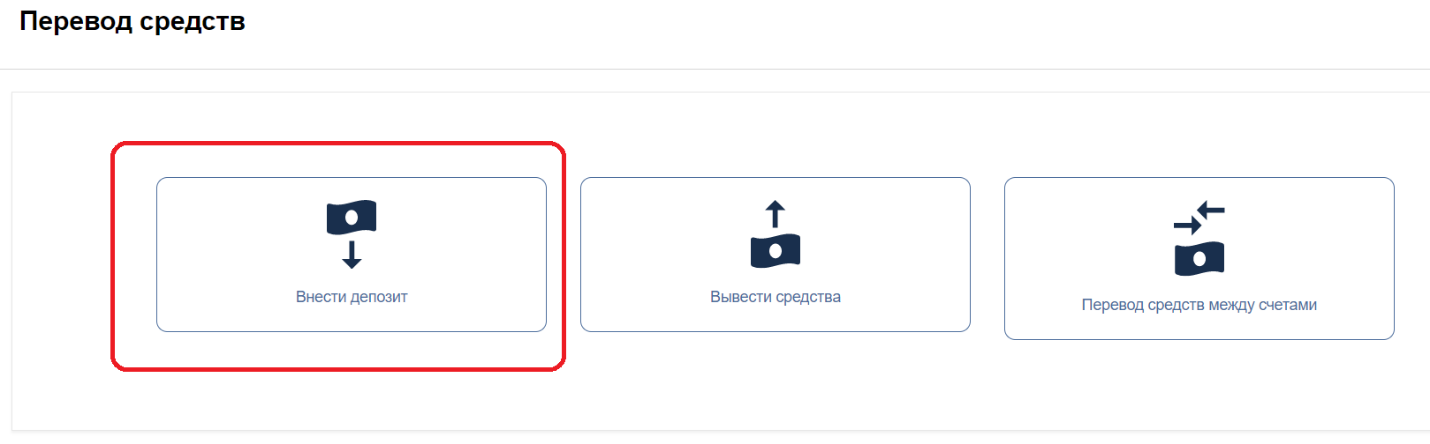 Перевод средств
Внести депозит
Вывести средства
Перевод средств между счетами